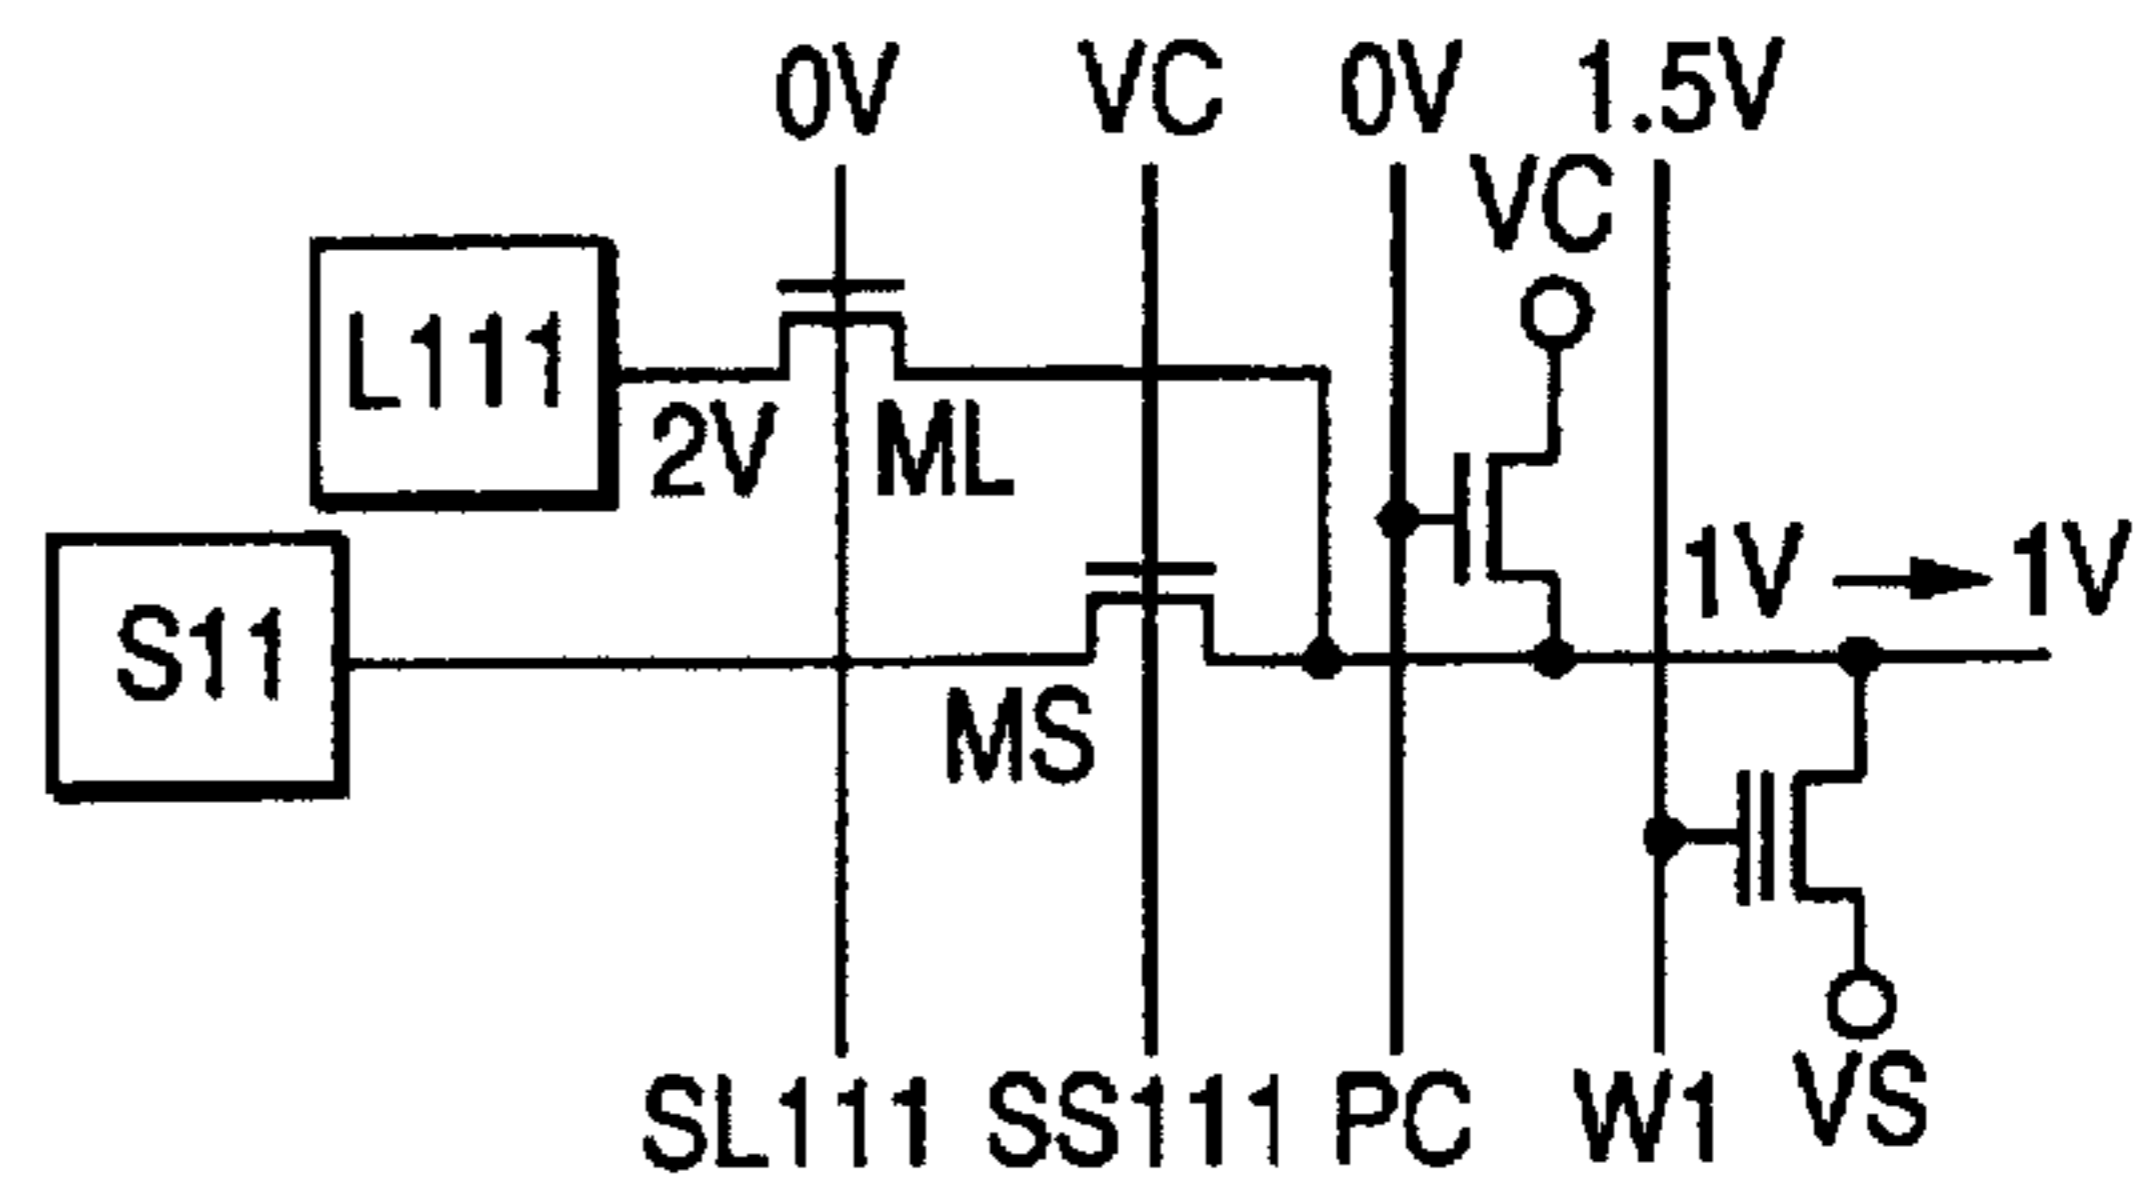 0V VC 0V 1.5V
VC
L111
2V ML
1V → 1V
S11
MS
SL111 SS111 PC W1 VS